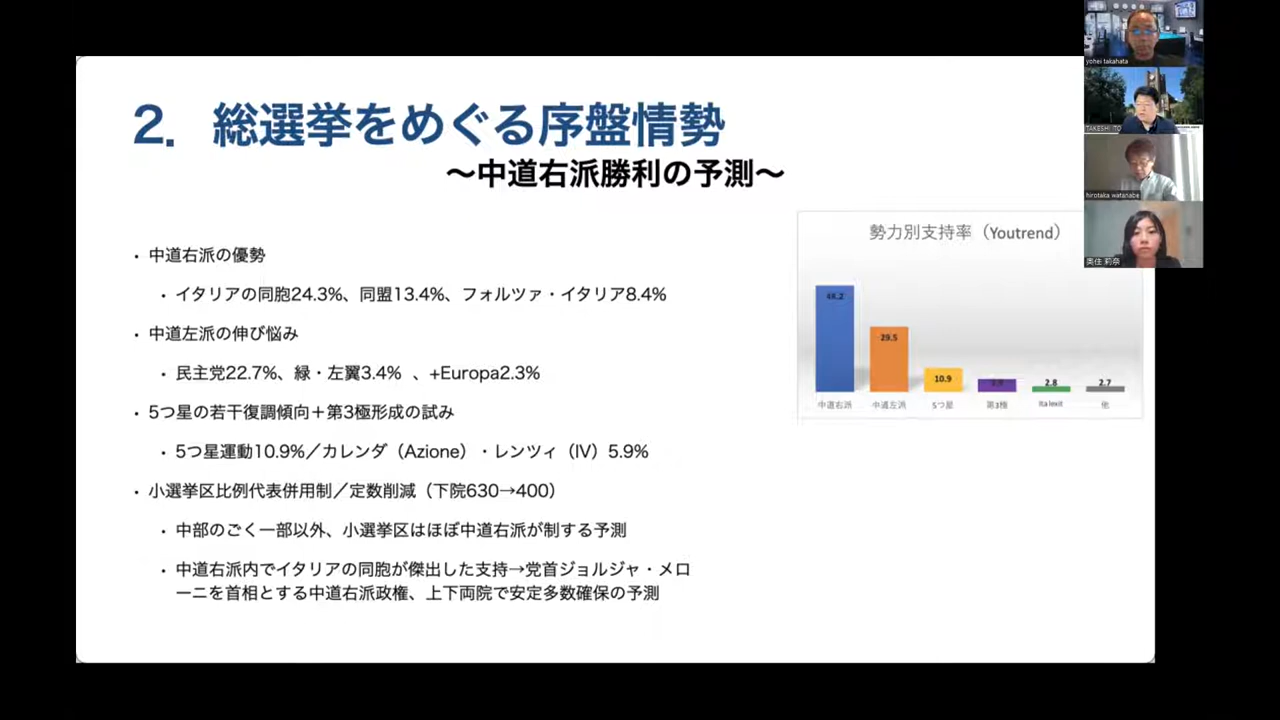 2．総選挙をめぐる序盤情勢
〜中道右派勝利の予測〜
・中道右派の優勢
・イタリアの同胞24.3%、同盟13.4%、フォルツァ・イタリア8.4%
・中道左派の伸び悩み
・民主党22.7%、緑・左翼3.4% 、+Europa2.3%
・5つ星の若干復調傾向＋第3極形成の試み
・5つ星運動10.9%／カレンダ（Azione）・レンツィ（IV）5.9%
・小選挙区比例代表併用制／定数削減（下院630→400）
・中部のごく一部以外、小選挙区はほぼ中道右派が制する予測
・中道右派内でイタリアの同胞が傑出した支持→党首ジョルジャ・メロ
ーニを首相とする中道右派政権、上下両院で安定多数確保の予測
勢力別支持率（Youtrend）
29.5
10.9
2.8
2.7
中道右派
中道左派
5つ星
第3極
Italexit
他
yohei takahata
TAKESHI ITO
hirotaka watanabe
奥住 莉奈